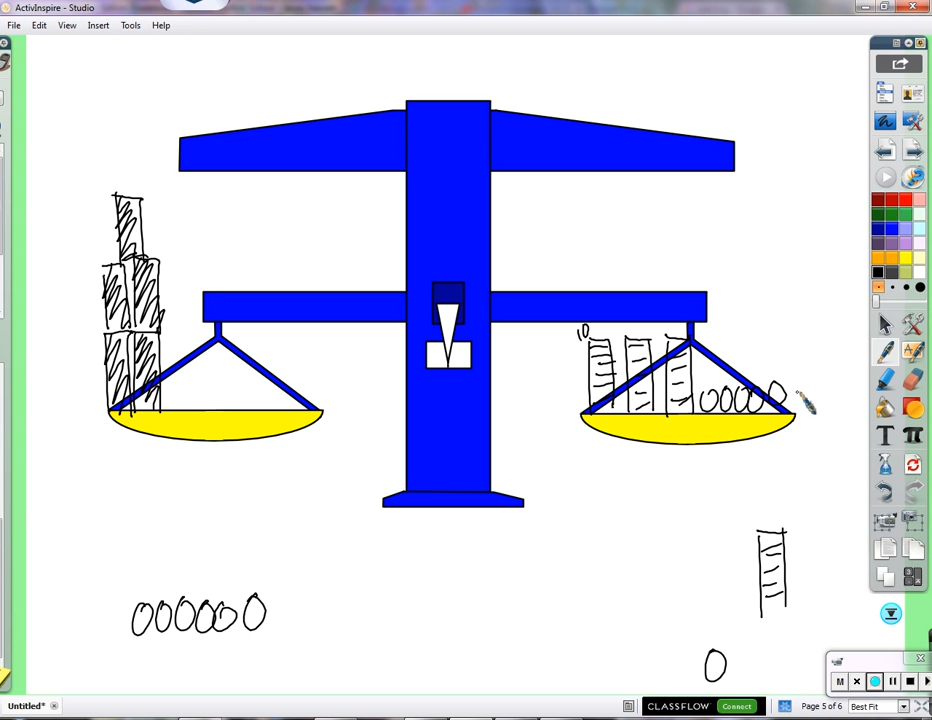 ActivInspire - Studio
File Edit View Insert Tools Help
10
Untitled*
CLASSFLOW Connect
Page 5 of 6
Best Fit
M